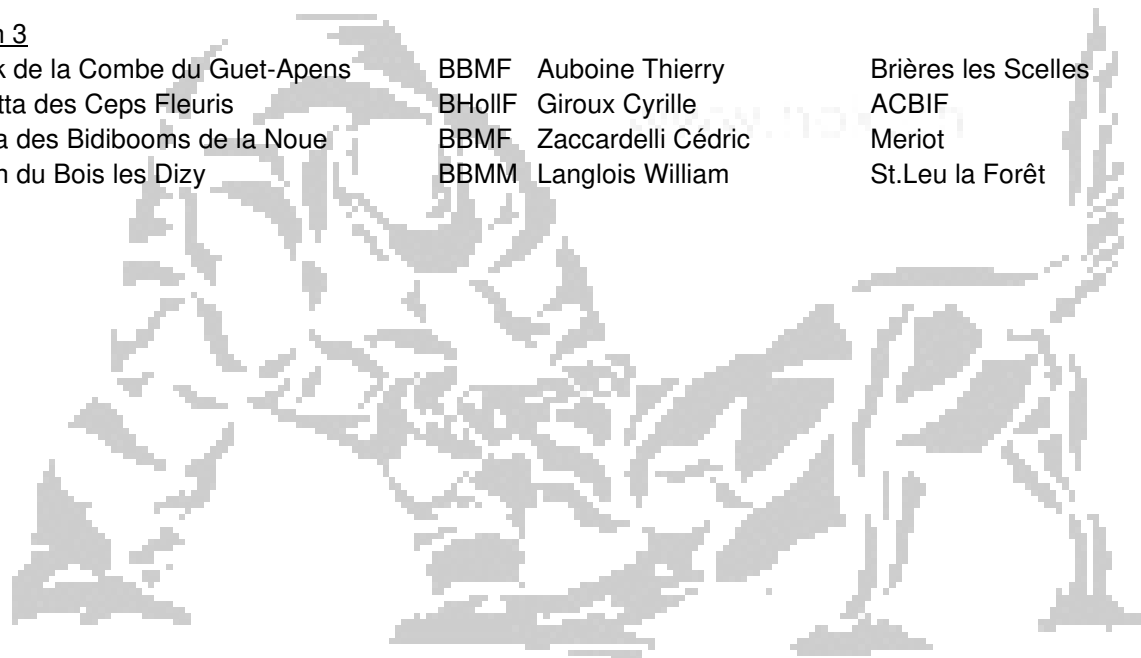 n 3
k de la Combe du Guet-Apens BBMF Auboine Thierry Brières les Scelles
tta des Ceps Fleuris BHollF Giroux Cyrille ACBIF
a des Bidibooms de la Noue BBMF Zaccardelli Cédric Meriot
n du Bois les Dizy BBMM Langlois William St.Leu la Forêt